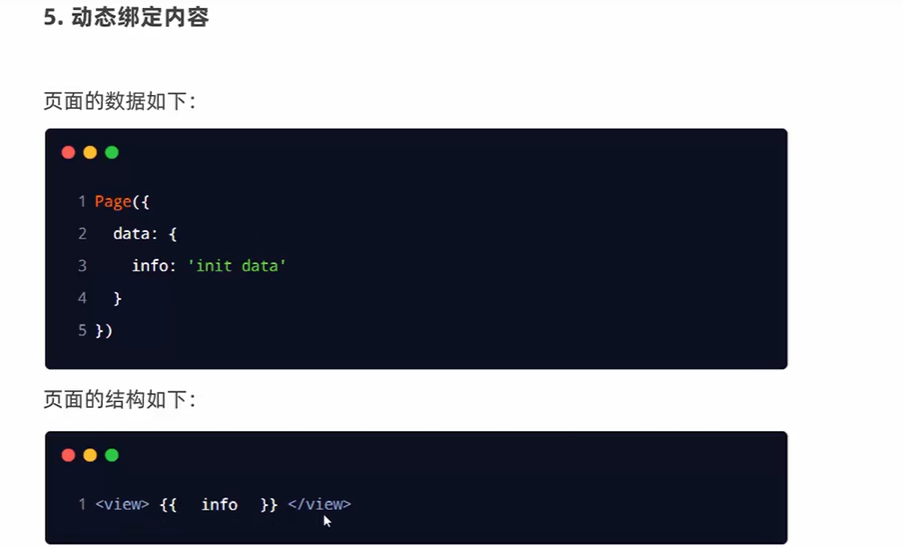 5. 动态绑定内容
页面的数据如下：
1 Page({
2   data: {
3     info: 'init data'
4   }
5 })
页面的结构如下：
1 <view> {{  info  }} </view>